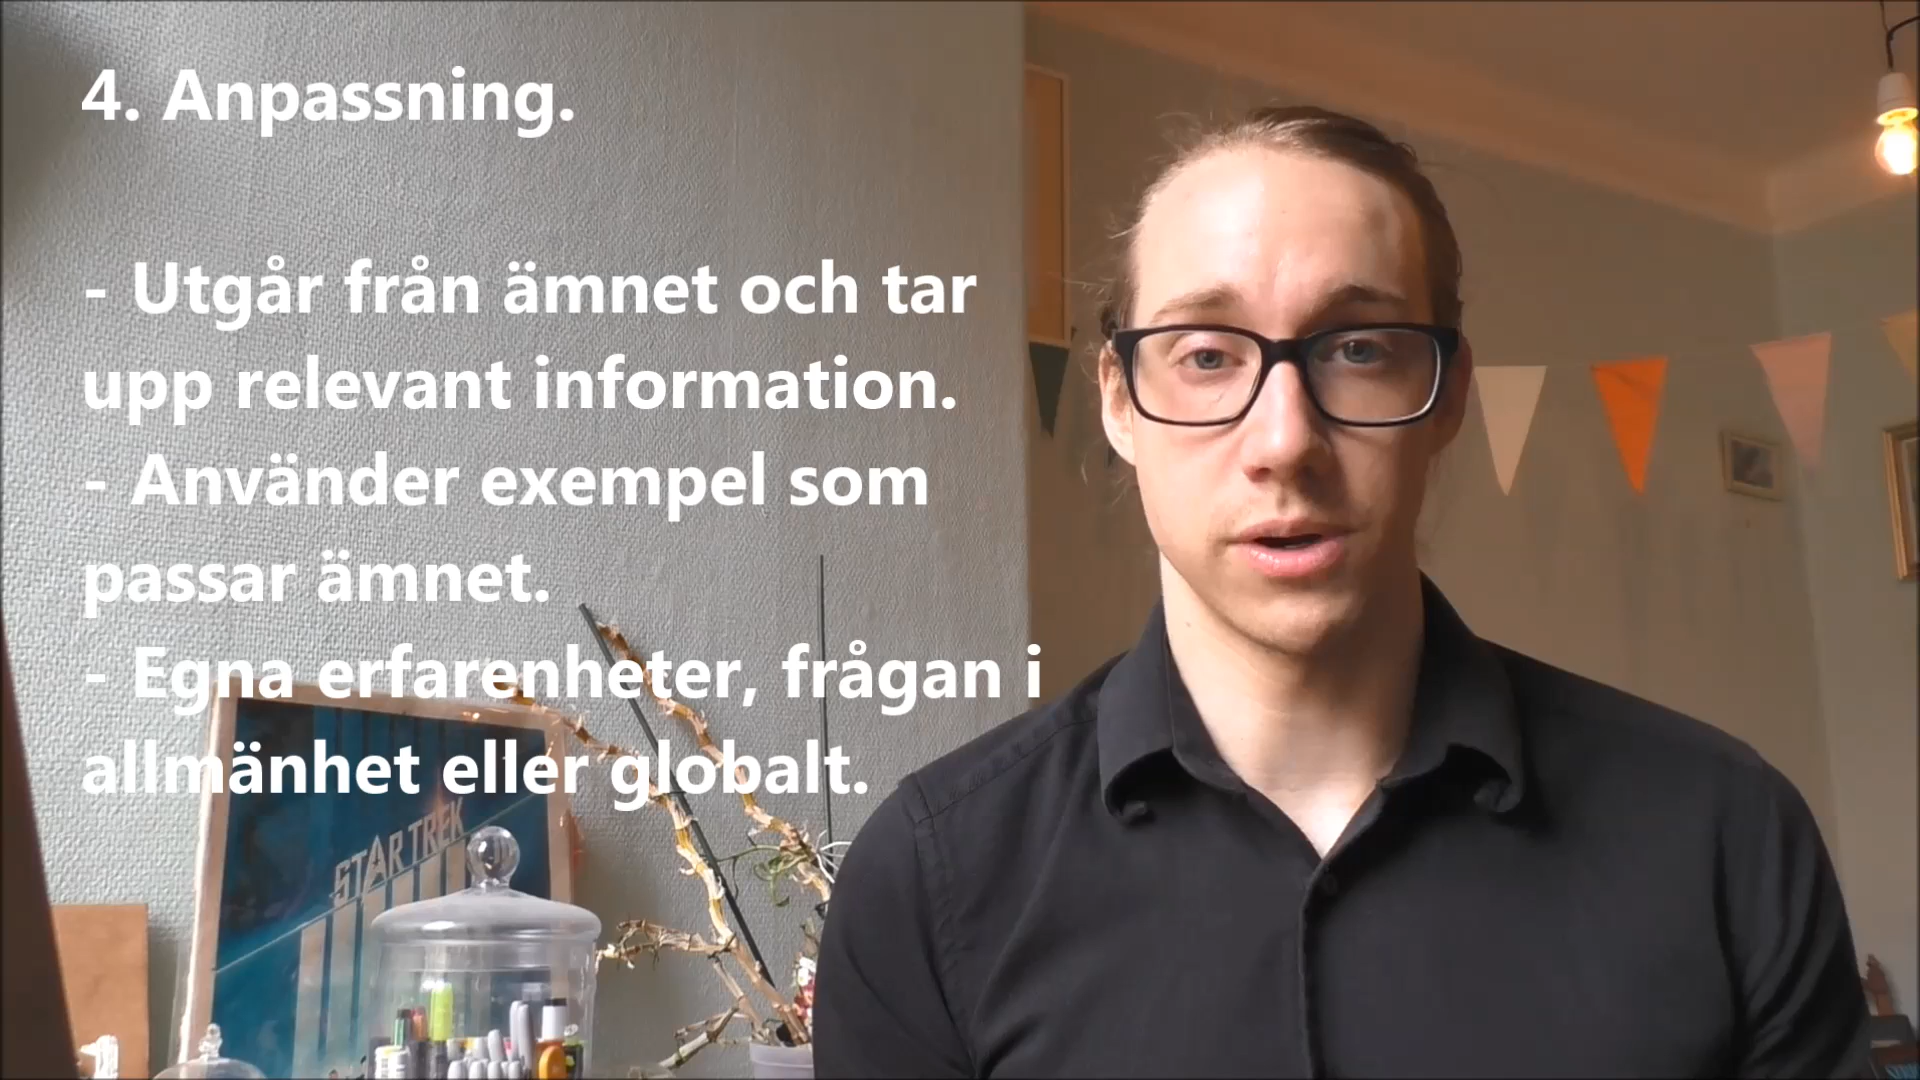 4. Anpassning.
- Utgår från ämnet och tar
upp relevant information.
- Använder exempel som
passar ämnet.
- Egna erfarenheter, frågan i
allmänhet eller globalt.
STAR TREK